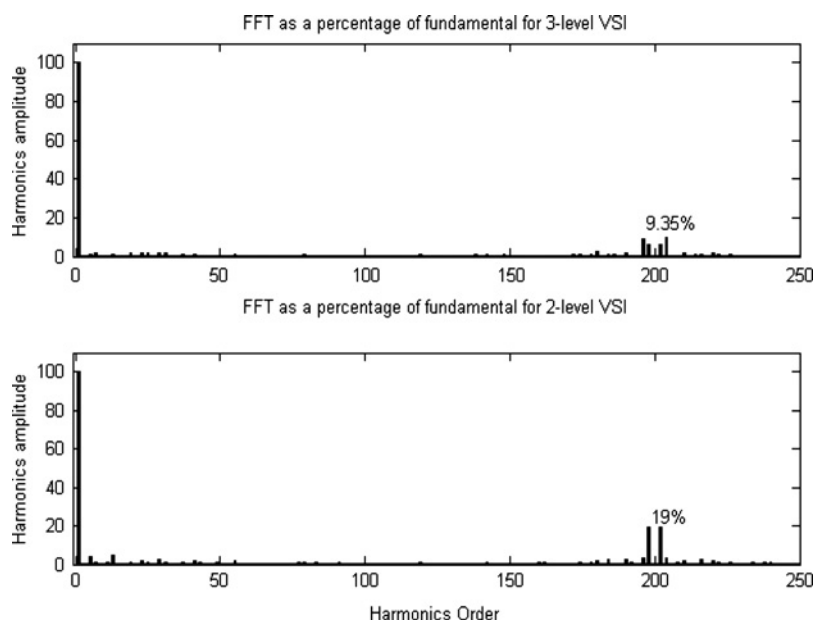 FFT as a percentage of fundamental for 3-level VSI
Harmonics amplitude
100
80
60
40
20
0
9.35%
0 50 100 150 200 250
FFT as a percentage of fundamental for 2-level VSI
Harmonics amplitude
100
80
60
40
20
0
19%
0 50 100 150 200 250
Harmonics Order